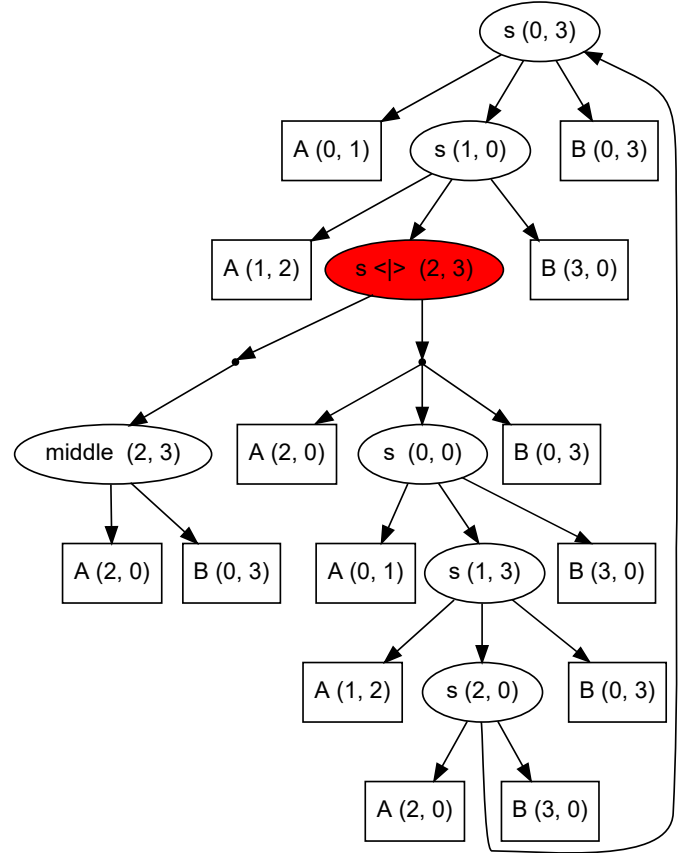 s (0, 3)
A (0, 1)
s (1, 0)
B (0, 3)
A (1, 2)
s <|> (2, 3)
B (3, 0)
middle (2, 3)
A (2, 0)
s (0, 0)
B (0, 3)
A (2, 0)
B (0, 3)
A (0, 1)
s (1, 3)
B (3, 0)
A (1, 2)
s (2, 0)
B (0, 3)
A (2, 0)
B (3, 0)